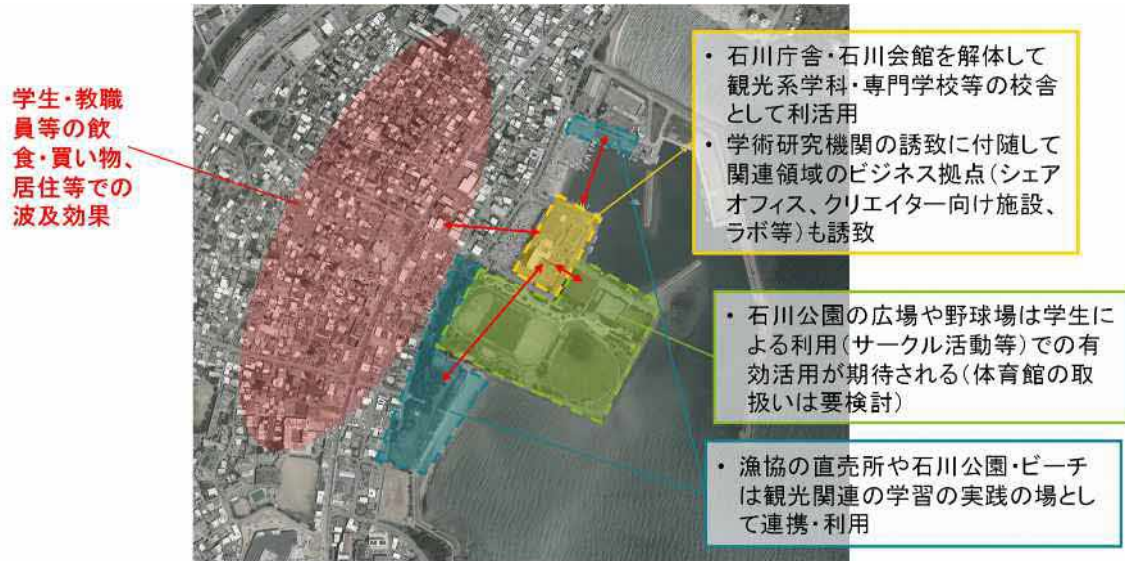 学生・教職
員等の飲
食・買い物、
居住等での
波及効果
・ 石川庁舎・石川会館を解体して
観光系学科・専門学校等の校舎
として利活用
・ 学術研究機関の誘致に付随して
関連領域のビジネス拠点（シェア
オフィス、クリエイター向け施設、
ラボ等）も誘致
・ 石川公園の広場や野球場は学生に
よる利用（サークル活動等）での有
効活用が期待される（体育館の取
扱いは要検討）
・ 漁協の直売所や石川公園・ビーチ
は観光関連の学習の実践の場とし
て連携・利用